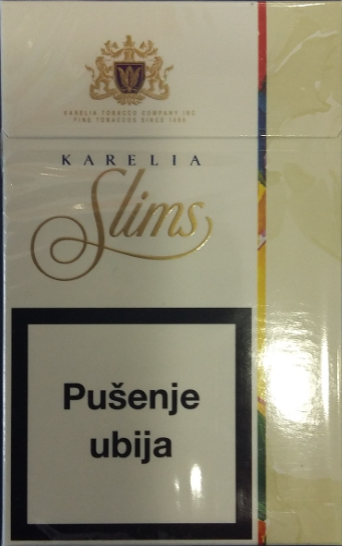 KARELIA TOBACCO COMPANY INC
FINE TOBACCOS SINCE 1888
KARELIA
Slims
Pušenje
ubija